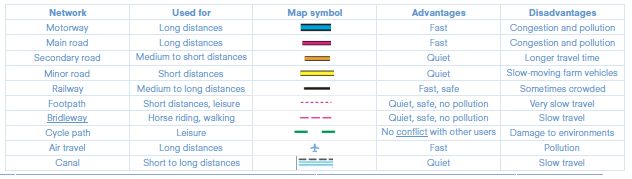 Network Used for Map symbol Advantages Disadvantages
Motorway Long distances Fast Congestion and pollution
Main road Long distances Fast Congestion and pollution
Secondary road Medium to short distances Quiet Longer travel time
Minor road Short distances Quiet Slow-moving farm vehicles
Railway Medium to long distances Fast, safe Sometimes crowded
Footpath Short distances, leisure Quiet, safe, no pollution Very slow travel
Bridleway Horse riding, walking Quiet, safe, no pollution Slow travel
Cycle path Leisure No conflict with other users Damage to environments
Air travel Long distances Fast Pollution
Canal Short to long distances Quiet Slow travel